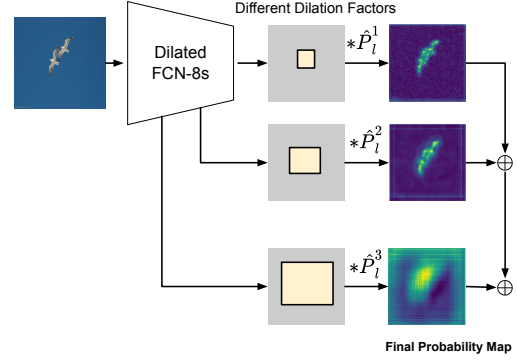 Different Dilation Factors
Dilated
FCN-8s
*P̂_l^1
*P̂_l^2
*P̂_l^3
Final Probability Map